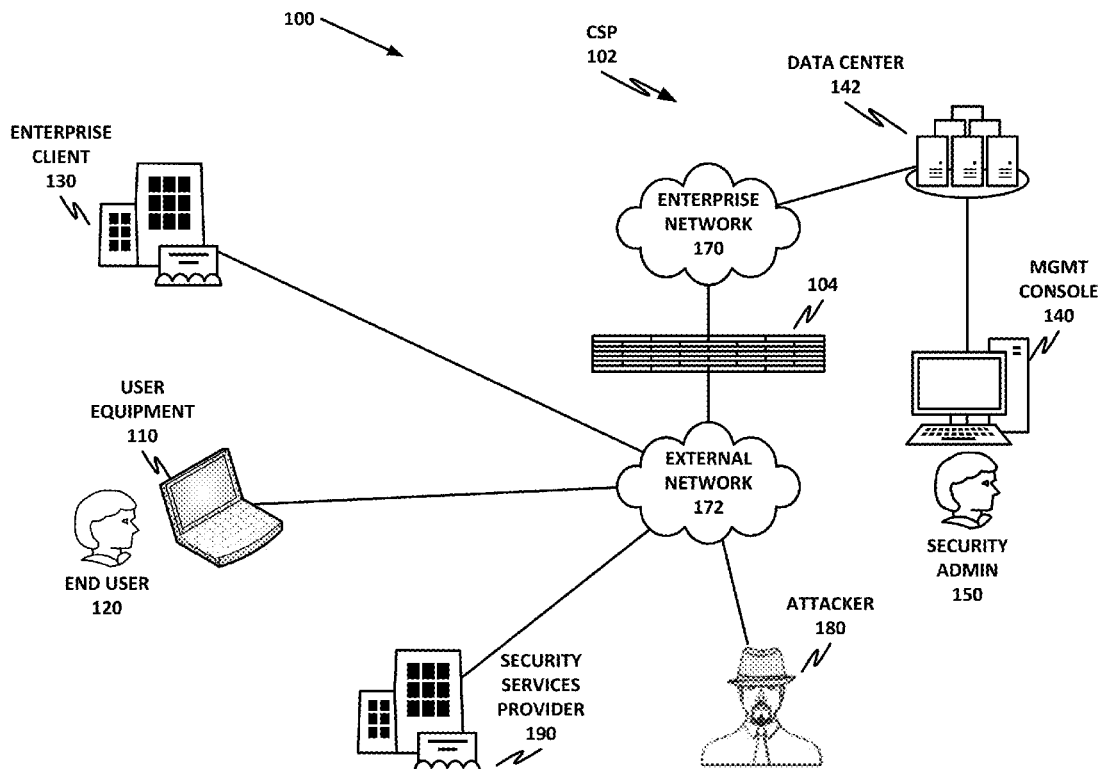 100
CSP
102
DATA CENTER
142
ENTERPRISE
CLIENT
130
ENTERPRISE
NETWORK
170
104
MGMT
CONSOLE
140
USER
EQUIPMENT
110
EXTERNAL
NETWORK
172
END USER
120
SECURITY
ADMIN
150
ATTACKER
180
SECURITY
SERVICES
PROVIDER
190